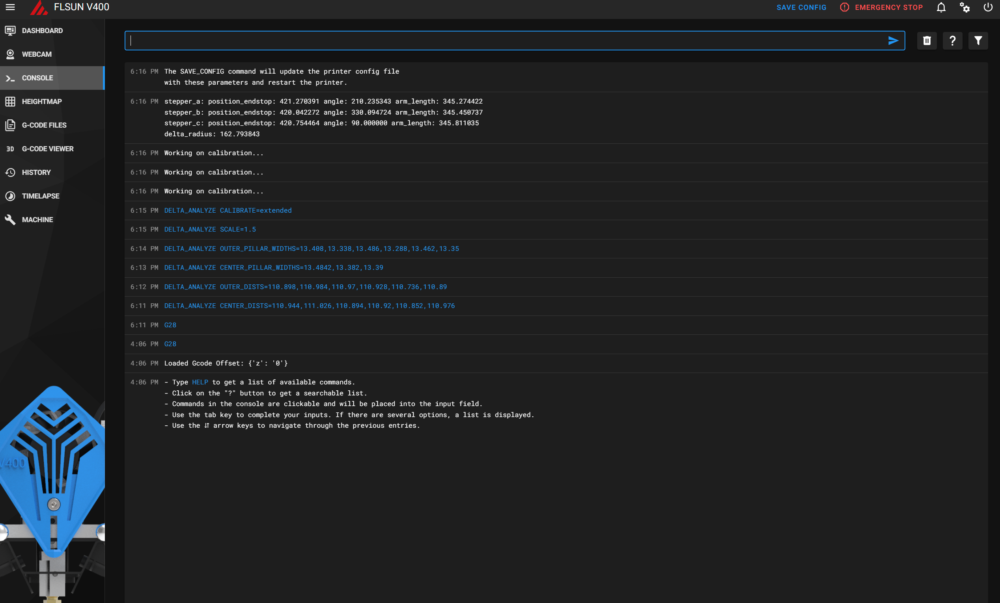 FLSUN V400
SAVE CONFIG
EMERGENCY STOP
DASHBOARD
WEBCAM
CONSOLE
HEIGHTMAP
G-CODE FILES
3D G-CODE VIEWER
HISTORY
TIMELAPSE
MACHINE
V400
6:16 PM The SAVE_CONFIG command will update the printer config file
with these parameters and restart the printer.
6:16 PM stepper_a: position_endstop: 421.270391 angle: 210.235343 arm_length: 345.274422
stepper_b: position_endstop: 420.042272 angle: 330.094724 arm_length: 345.450737
stepper_c: position_endstop: 420.754464 angle: 90.000000 arm_length: 345.811035
delta_radius: 162.793843
6:16 PM Working on calibration...
6:16 PM Working on calibration...
6:16 PM Working on calibration...
6:15 PM DELTA_ANALYZE CALIBRATE=extended
6:15 PM DELTA_ANALYZE SCALE=1.5
6:14 PM DELTA_ANALYZE OUTER_PILLAR_WIDTHS=13.408,13.338,13.486,13.288,13.462,13.35
6:13 PM DELTA_ANALYZE CENTER_PILLAR_WIDTHS=13.4842,13.382,13.39
6:12 PM DELTA_ANALYZE OUTER_DISTS=110.898,110.984,110.97,110.928,110.736,110.89
6:11 PM DELTA_ANALYZE CENTER_DISTS=110.944,111.026,110.894,110.92,110.852,110.976
6:11 PM G28
4:06 PM G28
4:06 PM Loaded Gcode Offset: {'z': '0'}
4:06 PM - Type HELP to get a list of available commands.
- Click on the "?" button to get a searchable list.
- Commands in the console are clickable and will be placed into the input field.
- Use the tab key to complete your inputs. If there are several options, a list is displayed.
- Use the ⇵ arrow keys to navigate through the previous entries.